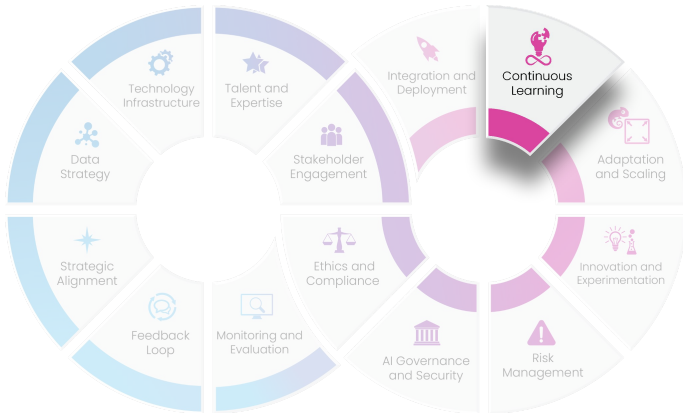 Technology
Infrastructure
Talent and
Expertise
Integration and
Deployment
Continuous
Learning
Data
Strategy
Stakeholder
Engagement
Adaptation
and Scaling
Strategic
Alignment
Ethics and
Compliance
Innovation and
Experimentation
Feedback
Loop
Monitoring and
Evaluation
AI Governance
and Security
Risk
Management